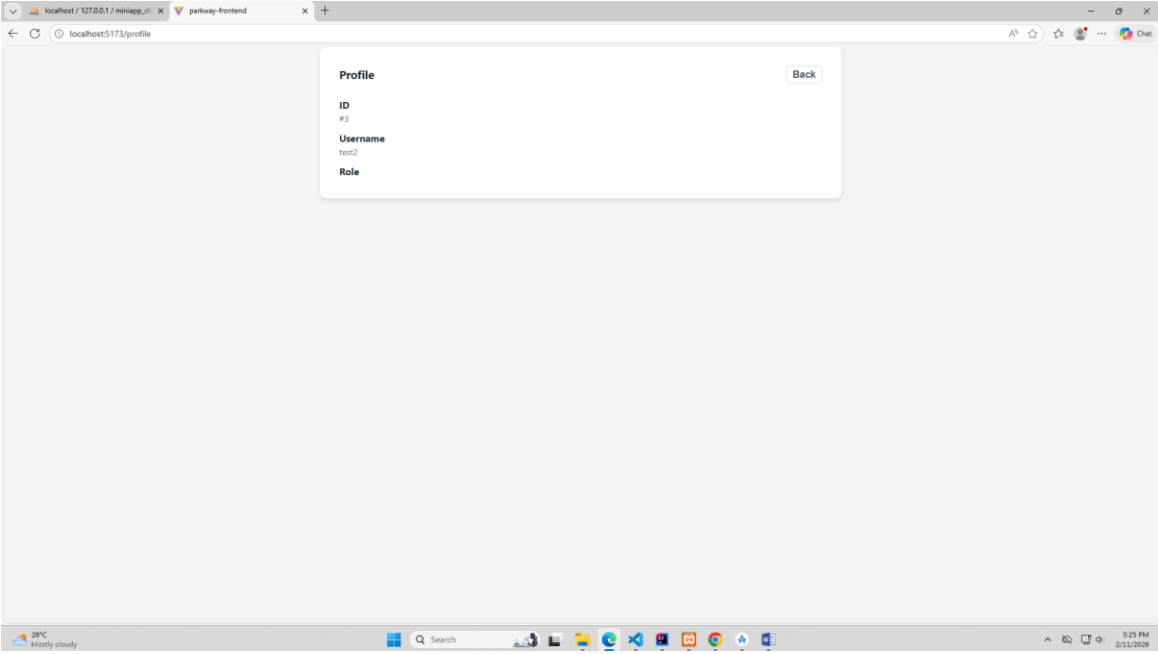 localhost / 127.0.0.1 / miniapp_d
parkway-frontend
localhost:5173/profile
Chat
Profile
Back
ID
#3
Username
test2
Role
28°C
Mostly cloudy
Search
5:25 PM
2/11/2026